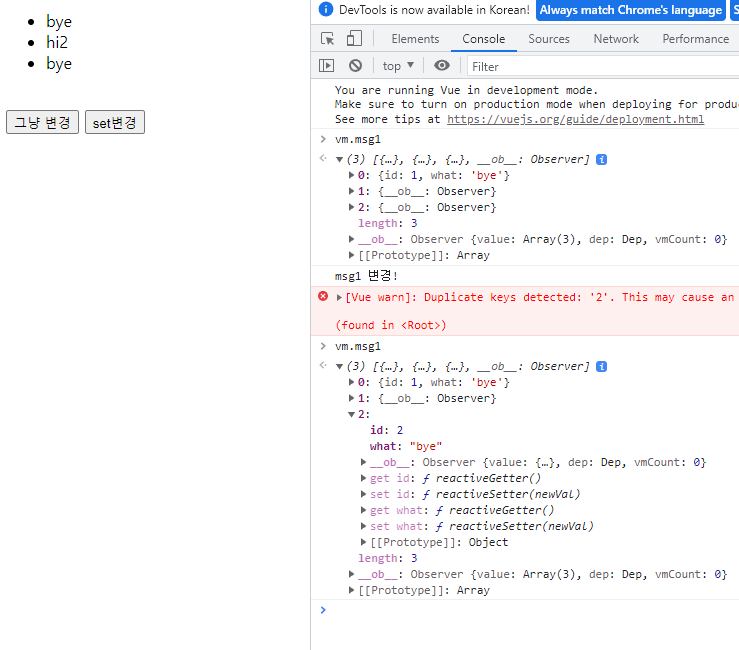 bye
hi2
bye
그냥 변경
set변경
DevTools is now available in Korean!
Always match Chrome's language
Elements
Console
Sources
Network
Performance
top
Filter
You are running Vue in development mode.
Make sure to turn on production mode when deploying for
See more tips at https://vuejs.org/guide/deployment.html
> vm.msg1
(3) [{…}, {…}, {…}, __ob__: Observer]
0: {id: 1, what: 'bye'}
1: {__ob__: Observer}
2: {__ob__: Observer}
length: 3
__ob__: Observer {value: Array(3), dep: Dep, vmCount: 0}
[[Prototype]]: Array
msg1 변경!
[Vue warn]: Duplicate keys detected: '2'. This may cause an
(found in <Root>)
> vm.msg1
(3) [{…}, {…}, {…}, __ob__: Observer]
0: {id: 1, what: 'bye'}
1: {__ob__: Observer}
2:
id: 2
what: "bye"
__ob__: Observer {value: {…}, dep: Dep, vmCount: 0}
get id: ƒ reactiveGetter()
set id: ƒ reactiveSetter(newVal)
get what: ƒ reactiveGetter()
set what: ƒ reactiveSetter(newVal)
[[Prototype]]: Object
length: 3
__ob__: Observer {value: Array(3), dep: Dep, vmCount: 0}
[[Prototype]]: Array
>